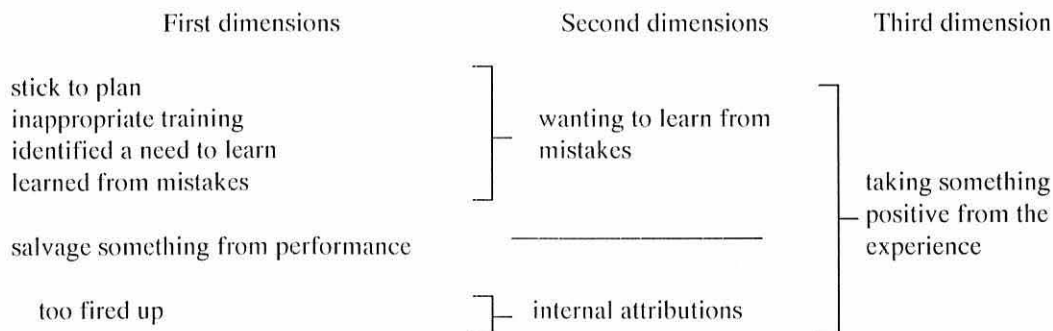 First dimensions Second dimensions Third dimension
stick to plan
inappropriate training
identified a need to learn
learned from mistakes
wanting to learn from
mistakes
salvage something from performance
too fired up
internal attributions
taking something
positive from the
experience